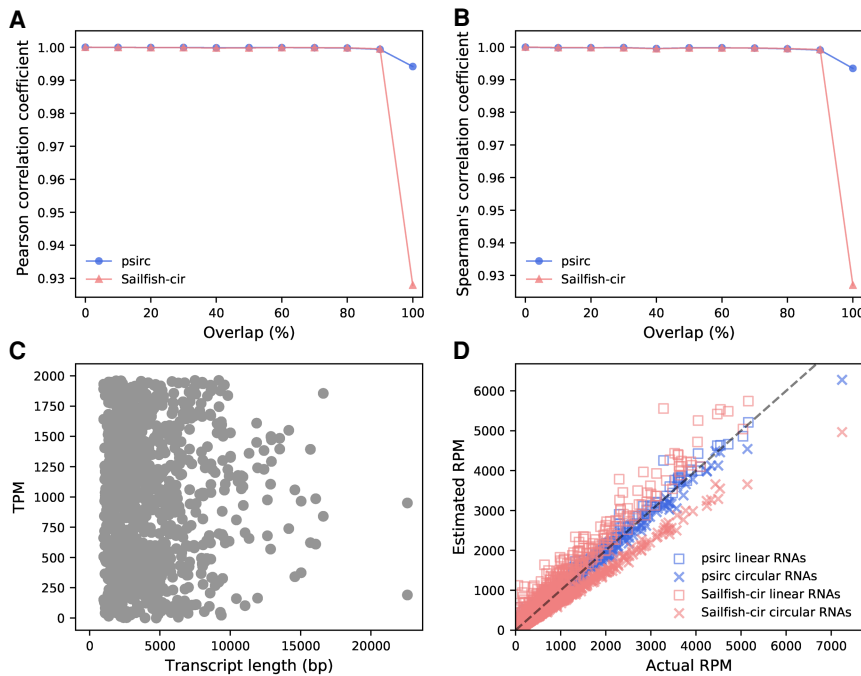 A
Pearson correlation coefficient
1.00
0.99
0.98
0.97
0.96
0.95
0.94
0.93
psirc
Sailfish-cir
0 20 40 60 80 100
Overlap (%)
B
Spearman's correlation coefficient
1.00
0.99
0.98
0.97
0.96
0.95
0.94
0.93
psirc
Sailfish-cir
0 20 40 60 80 100
Overlap (%)
C
TPM
2000
1750
1500
1250
1000
750
500
250
0
0 5000 10000 15000 20000
Transcript length (bp)
D
Estimated RPM
6000
5000
4000
3000
2000
1000
0
psirc linear RNAs
psirc circular RNAs
Sailfish-cir linear RNAs
Sailfish-cir circular RNAs
0 1000 2000 3000 4000 5000 6000 7000
Actual RPM